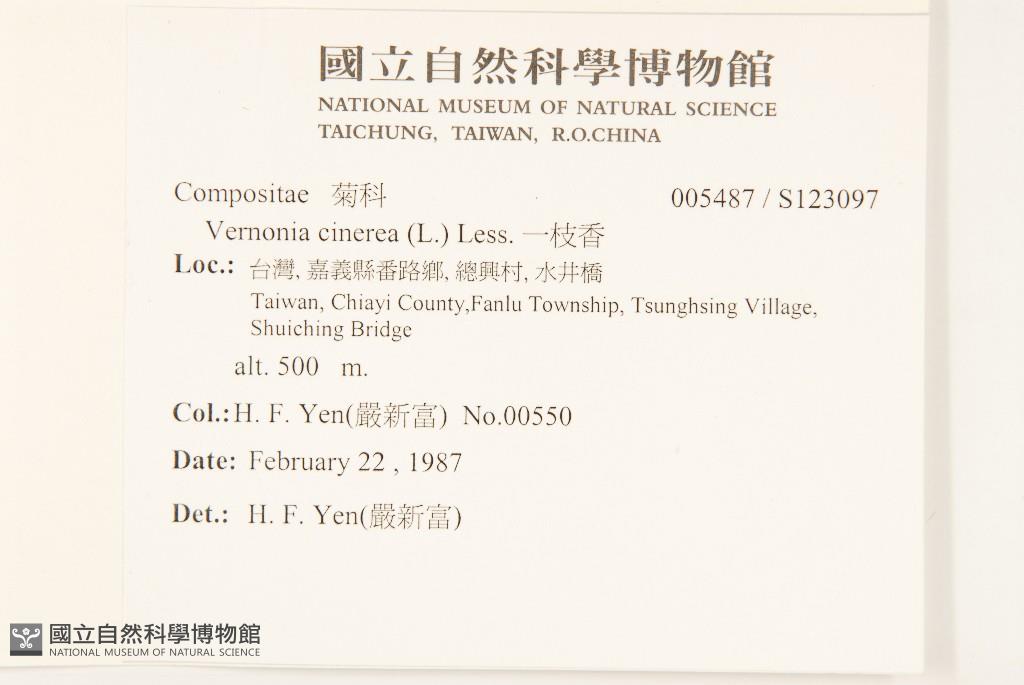 國立自然科學博物館
NATIONAL MUSEUM OF NATURAL SCIENCE
TAICHUNG, TAIWAN, R.O.CHINA
Compositae 菊科 005487 / S123097
Vernonia cinerea (L.) Less. 一枝香
Loc.: 台灣, 嘉義縣番路鄉, 總興村, 水井橋
Taiwan, Chiayi County,Fanlu Township, Tsunghsing Village,
Shuiching Bridge
alt. 500 m.
Col.: H. F. Yen(嚴新富) No.00550
Date: February 22 , 1987
Det.: H. F. Yen(嚴新富)
國立自然科學博物館
NATIONAL MUSEUM OF NATURAL SCIENCE